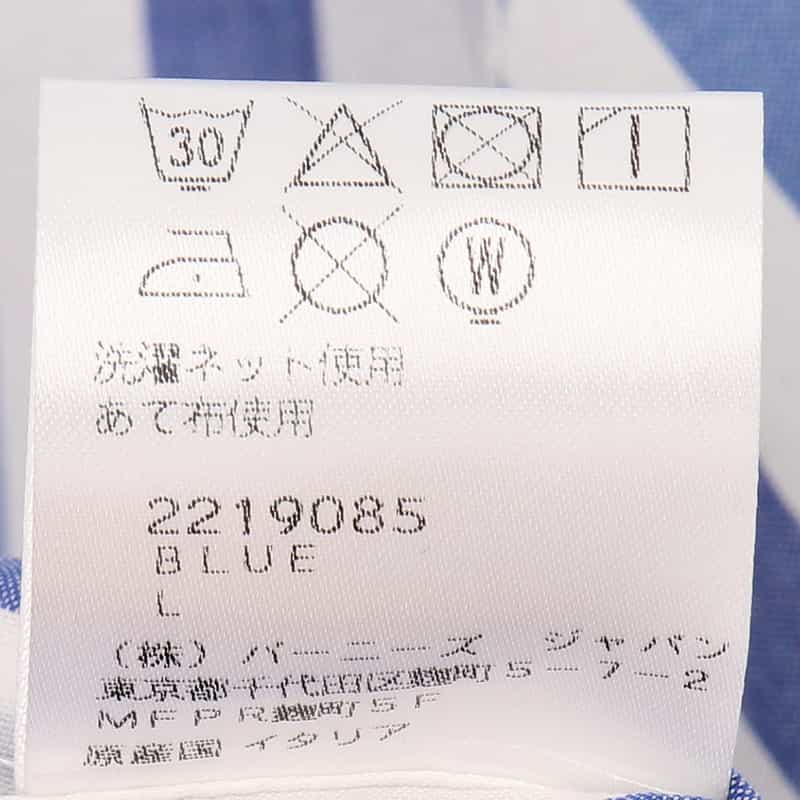 30
W
洗濯ネット使用
あて布使用
2219085
BLUE
L
(株) バーニーズ ジャパン
東京都千代田区麹町5-7-2
MFPR麹町5F
原産国 イタリア